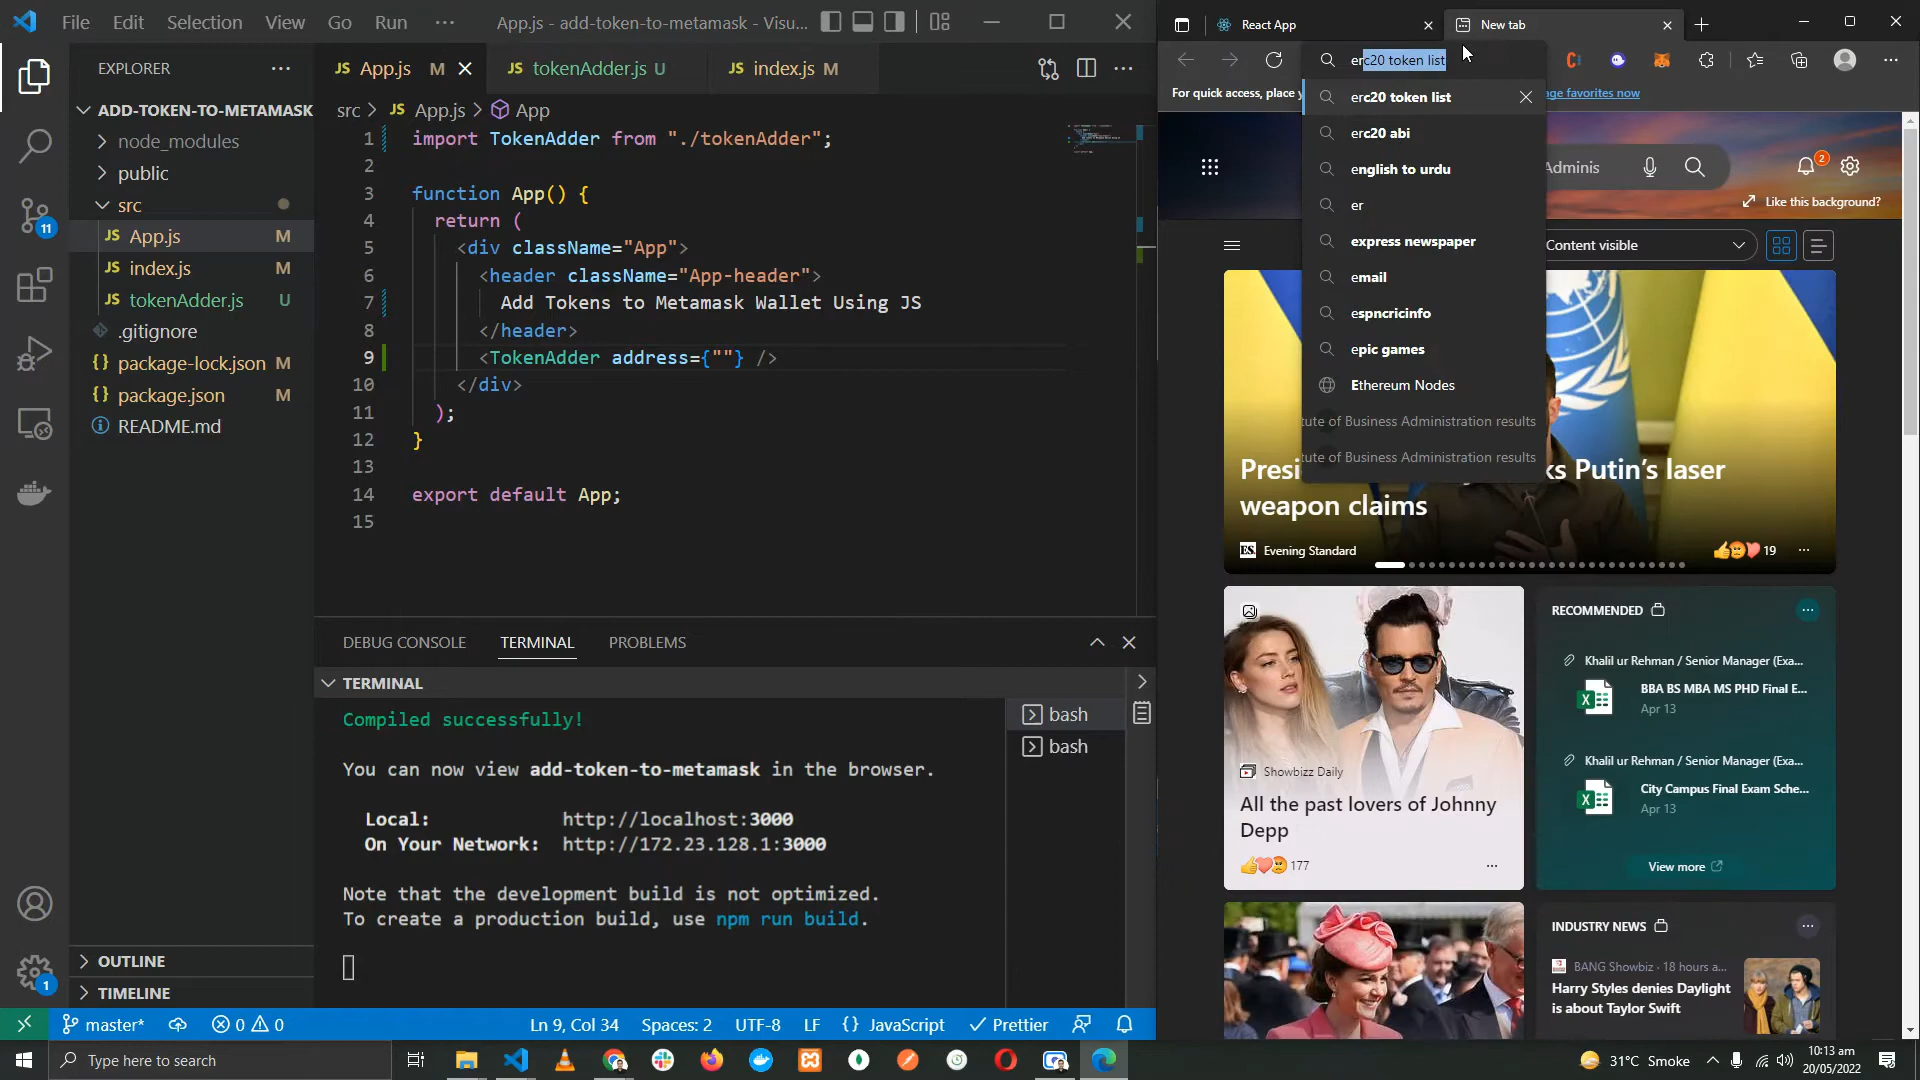 File Edit Selection View Go Run ··· App.js - add-token-to-metamask - Visu...
EXPLORER ···
ADD-TOKEN-TO-METAMASK
node_modules
public
src
JS App.js M
JS index.js M
JS tokenAdder.js U
.gitignore
{} package-lock.json M
{} package.json M
README.md
OUTLINE
TIMELINE
11
1
JS App.js M JS tokenAdder.js U JS index.js M
src > JS App.js > App
1 import TokenAdder from "./tokenAdder";
2
3 function App() {
4 return (
5 <div className="App">
6 <header className="App-header">
7 Add Tokens to Metamask Wallet Using JS
8 </header>
9 <TokenAdder address={""} />
10 </div>
11 );
12 }
13
14 export default App;
15
DEBUG CONSOLE TERMINAL PROBLEMS
TERMINAL
Compiled successfully!
You can now view add-token-to-metamask in the browser.
Local: http://localhost:3000
On Your Network: http://172.23.128.1:3000
Note that the development build is not optimized.
To create a production build, use npm run build.
bash
bash
master* 0 0 Ln 9, Col 34 Spaces: 2 UTF-8 LF {} JavaScript Prettier
React App New tab
erc20 token list
For quick access, place y
age favorites now
erc20 token list
erc20 abi
english to urdu
er
express newspaper
email
espncricinfo
epic games
Ethereum Nodes
tute of Business Administration results
tute of Business Administration results
Adminis
2
Like this background?
Content visible
Presi ks Putin's laser
weapon claims
ES Evening Standard 19
Showbizz Daily
All the past lovers of Johnny
Depp
177
RECOMMENDED
Khalil ur Rehman / Senior Manager (Exa...
BBA BS MBA MS PHD Final E...
Apr 13
Khalil ur Rehman / Senior Manager (Exa...
City Campus Final Exam Sche...
Apr 13
View more
INDUSTRY NEWS
BANG Showbiz · 18 hours a...
Harry Styles denies Daylight
is about Taylor Swift
Type here to search
31°C Smoke
10:13 am
20/05/2022